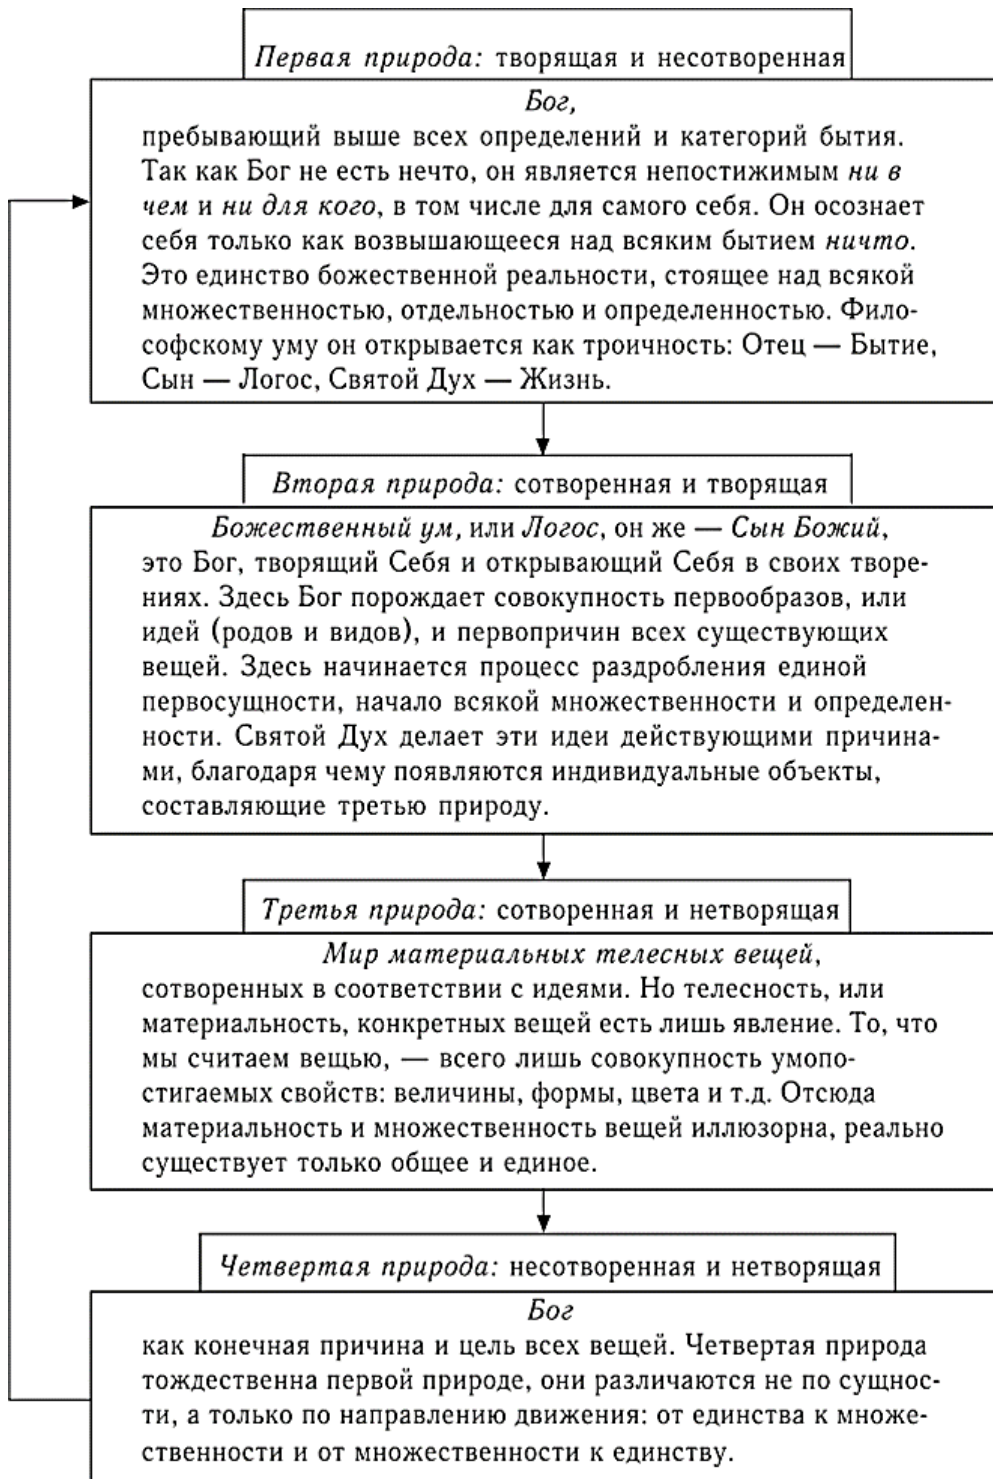 Первая природа: творящая и несотворенная
Бог,
пребывающий выше всех определений и категорий бытия.
Так как Бог не есть нечто, он является непостижимым ни в
чем и ни для кого, в том числе для самого себя. Он осознает
себя только как возвышающееся над всяким бытием ничто.
Это единство божественной реальности, стоящее над всякой
множественностью, отдельностью и определенностью. Фило-
софскому уму он открывается как троичность: Отец — Бытие,
Сын — Логос, Святой Дух — Жизнь.
Вторая природа: сотворенная и творящая
Божественный ум, или Логос, он же — Сын Божий,
это Бог, творящий Себя и открывающий Себя в своих творе-
ниях. Здесь Бог порождает совокупность первообразов, или
идей (родов и видов), и первопричин всех существующих
вещей. Здесь начинается процесс раздробления единой
первосущности, начало всякой множественности и определен-
ности. Святой Дух делает эти идеи действующими причина-
ми, благодаря чему появляются индивидуальные объекты,
составляющие третью природу.
Третья природа: сотворенная и нетворящая
Мир материальных телесных вещей,
сотворенных в соответствии с идеями. Но телесность, или
материальность, конкретных вещей есть лишь явление. То, что
мы считаем вещью, — всего лишь совокупность умопо-
стигаемых свойств: величины, формы, цвета и т.д. Отсюда
материальность и множественность вещей иллюзорна, реально
существует только общее и единое.
Четвертая природа: несотворенная и нетворящая
Бог
как конечная причина и цель всех вещей. Четвертая природа
тождественна первой природе, они различаются не по сущнос-
ти, а только по направлению движения: от единства к множе-
ственности и от множественности к единству.